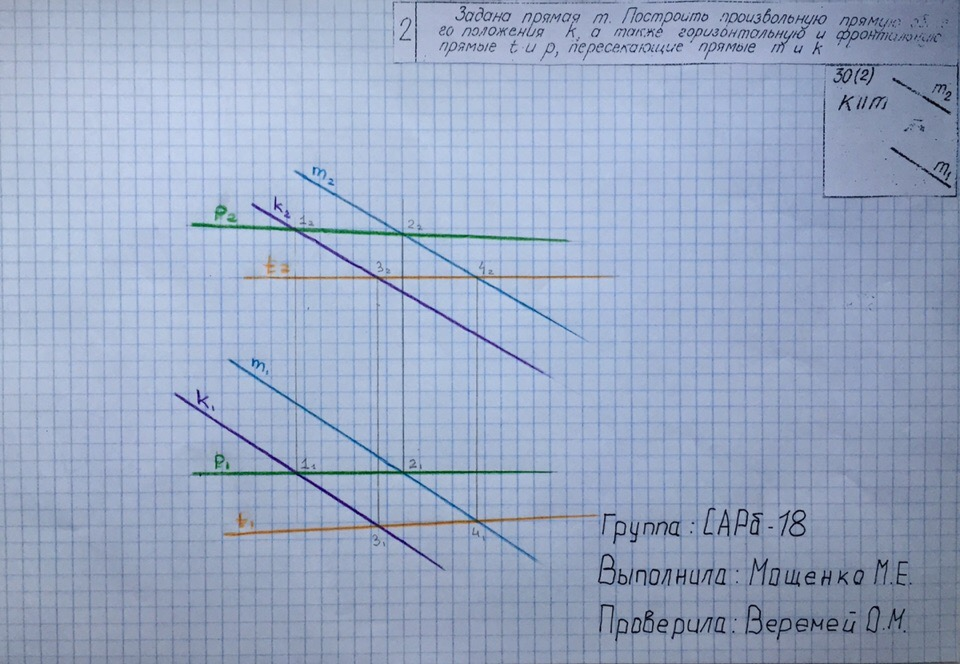 2
Задана прямая m. Построить произвольную прямую
го положения k, а также горизонтальную и фронтальную
прямые t и p, пересекающие прямые m и k
30(2)
K II m
m₂
m₁
m₂
k₂
p₂
1₂
2₂
t₂
3₂
4₂
m₁
k₁
p₁
1₁
2₁
t₁
3₁
4₁
Группа : САРб - 18
Выполнила : Мащенко М.Е.
Проверила : Веремей О.М.